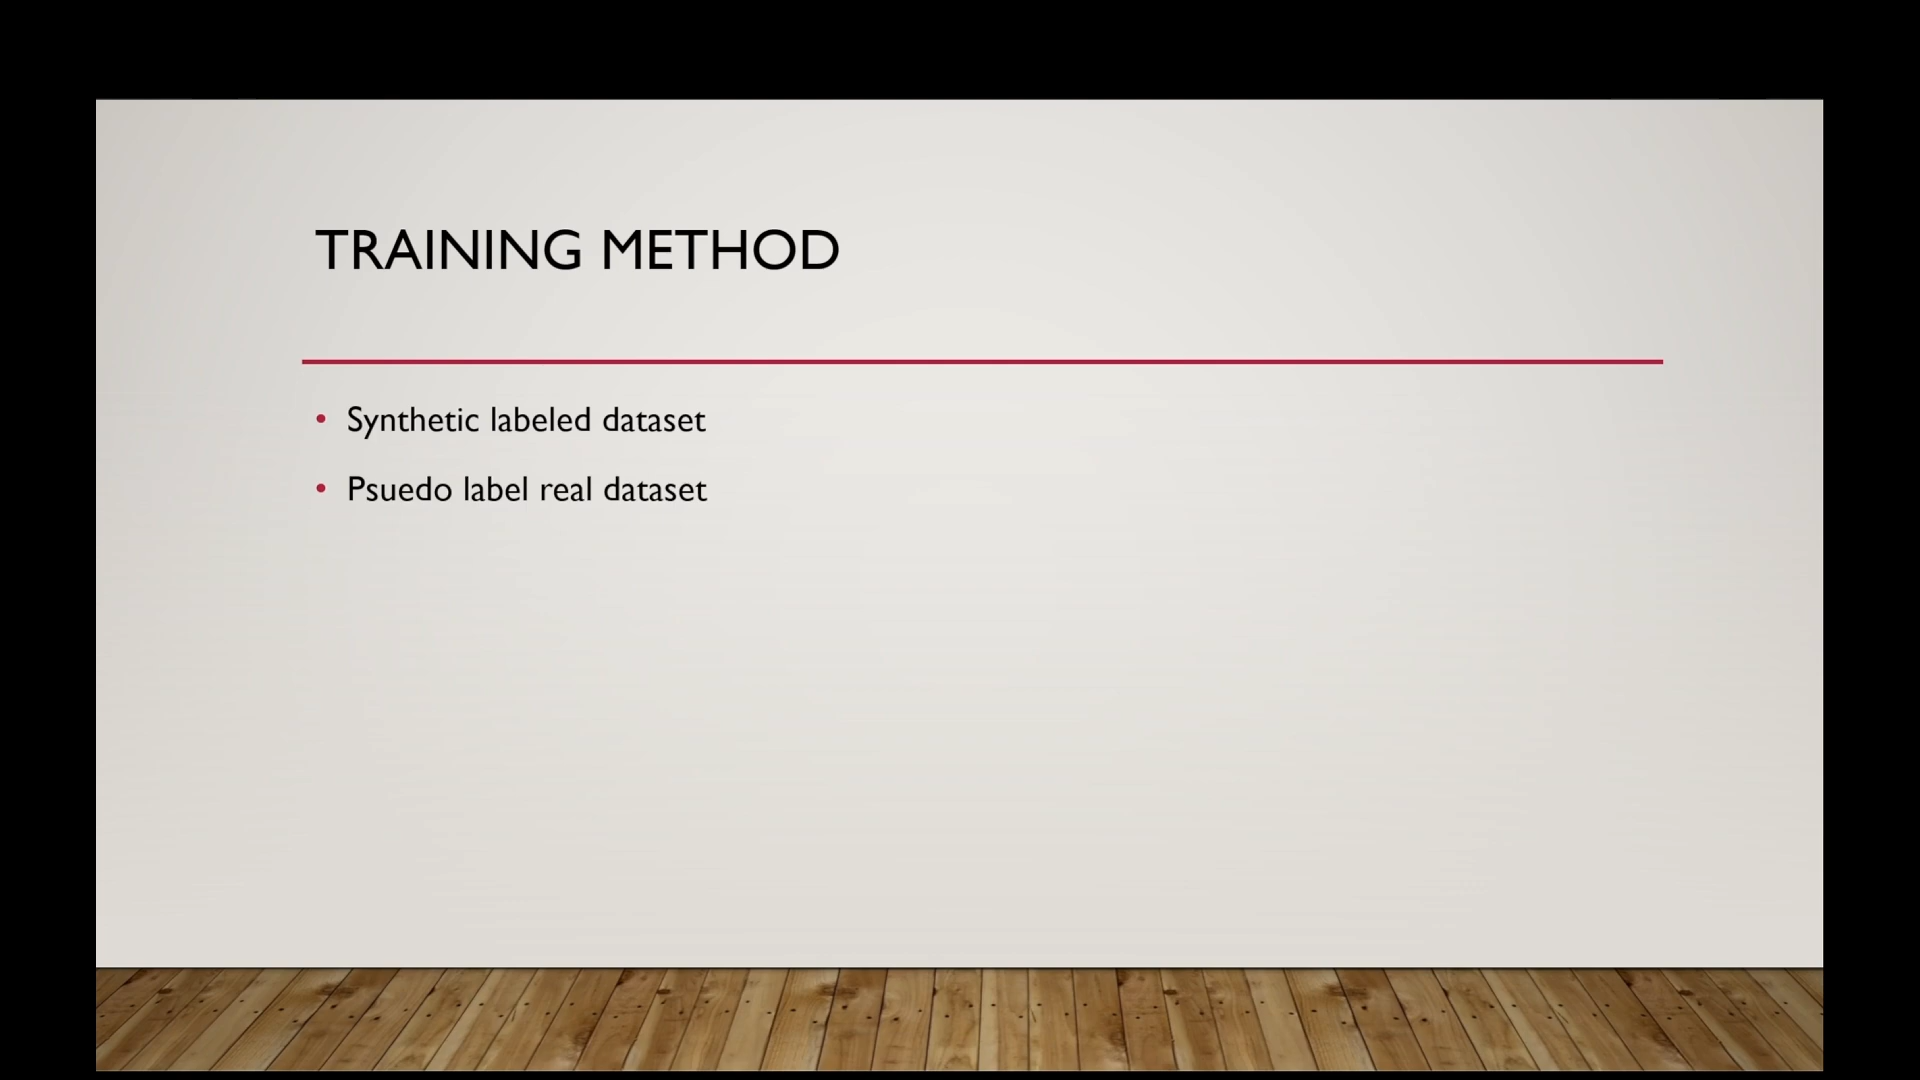 TRAINING METHOD
• Synthetic labeled dataset
• Psuedo label real dataset